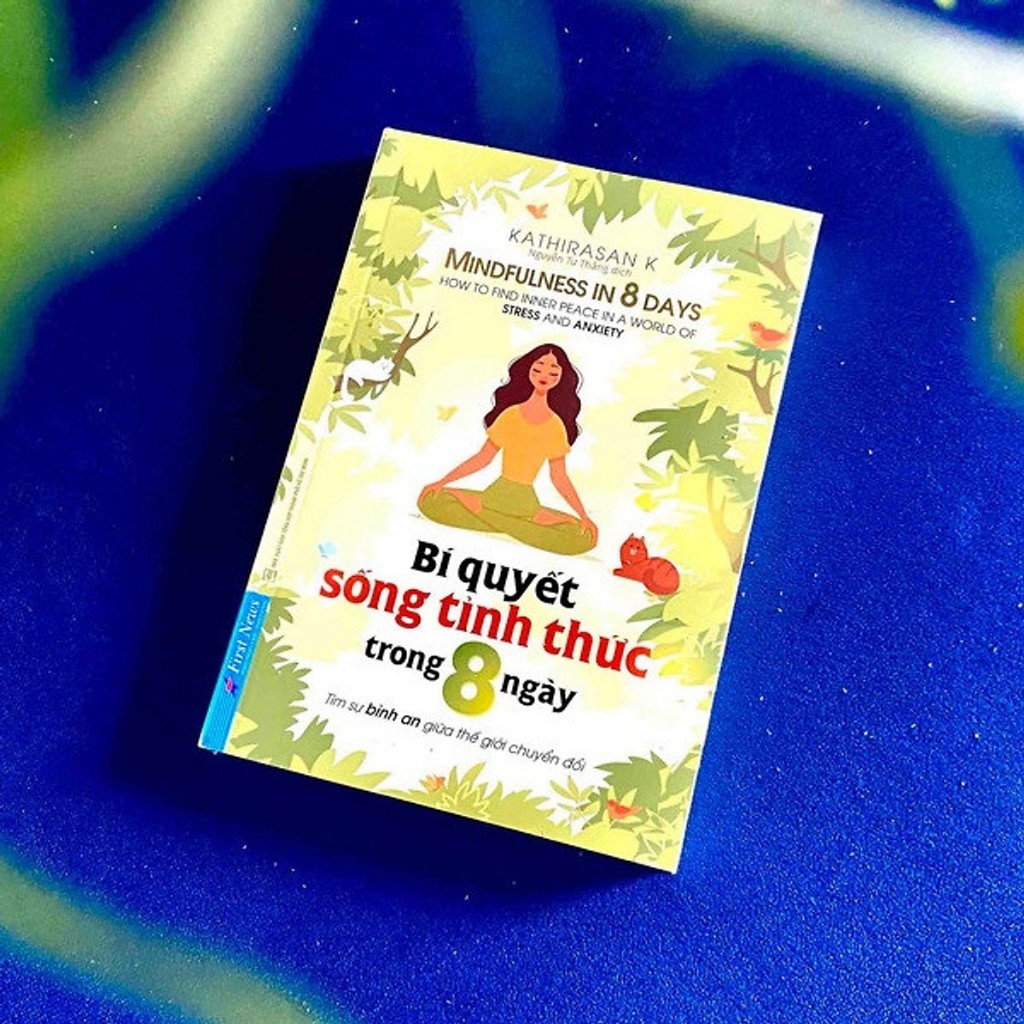 KATHIRASAN K
Nguyễn Tư Thắng dịch
MINDFULNESS IN 8 DAYS
HOW TO FIND INNER PEACE IN A WORLD OF
STRESS AND ANXIETY
Bí quyết
sống tỉnh thức
trong 8 ngày
Tìm sự bình an giữa thế giới chuyển đổi
First News